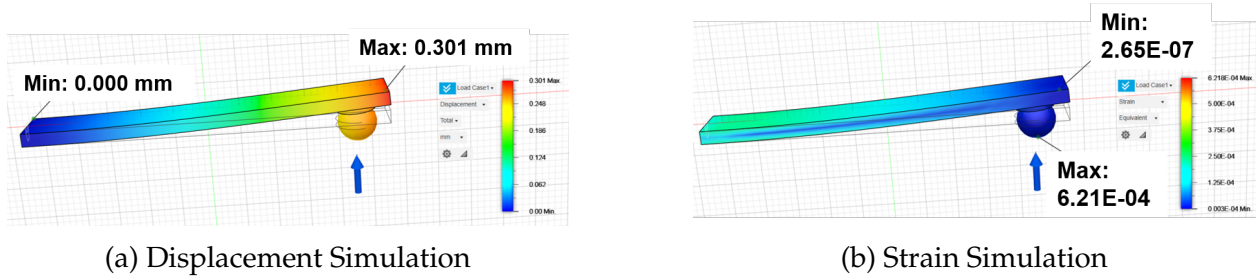 Min: 0.000 mm
Max: 0.301 mm
Load Case1
Displacement
Total
mm
0.301 Max.
0.248
0.186
0.124
0.062
0.00 Min.
(a) Displacement Simulation
Min:
2.65E-07
Max:
6.21E-04
Load Case1
Strain
Equivalent
6.218E-04 Max
5.00E-04
3.75E-04
2.50E-04
1.25E-04
0.003E-04 Min.
(b) Strain Simulation